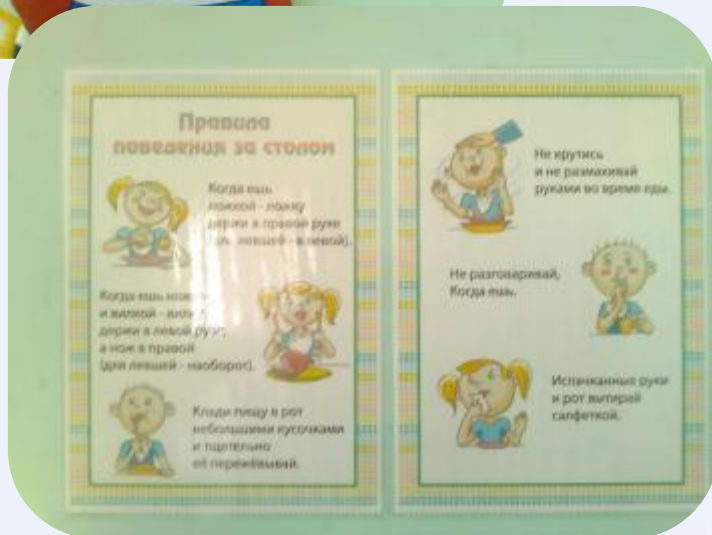 Правила
поведения за столом
Когда ешь
ложкой - ложку
держи в правой руке
левшей - в левой).
Когда ешь ножом
и вилкой - вилку
держи в левой руке,
а нож в правой
(для левшей - наоборот).
Клади пищу в рот
небольшими кусочками
и тщательно
её пережёвывай.
Не крутись
и не размахивай
руками во время еды.
Не разговаривай,
Когда ешь.
Испачканные руки
и рот вытирай
салфеткой.